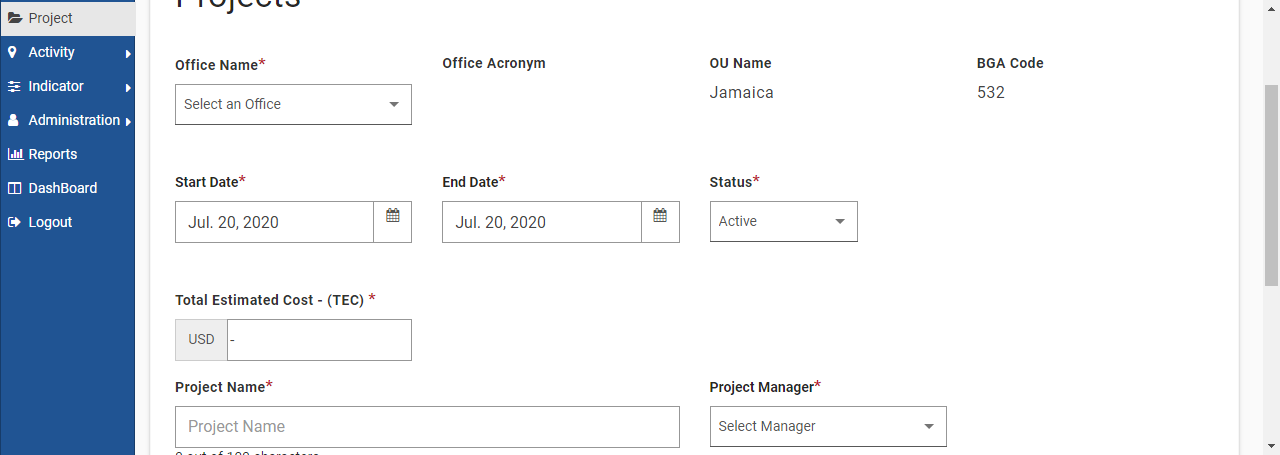 Projects
Project
Activity
Indicator
Administration
Reports
DashBoard
Logout
Office Name*
Office Acronym
OU Name
BGA Code
Select an Office
Jamaica
532
Start Date*
End Date*
Status*
Jul. 20, 2020
Jul. 20, 2020
Active
Total Estimated Cost - (TEC) *
USD
-
Project Name*
Project Manager*
Project Name
Select Manager